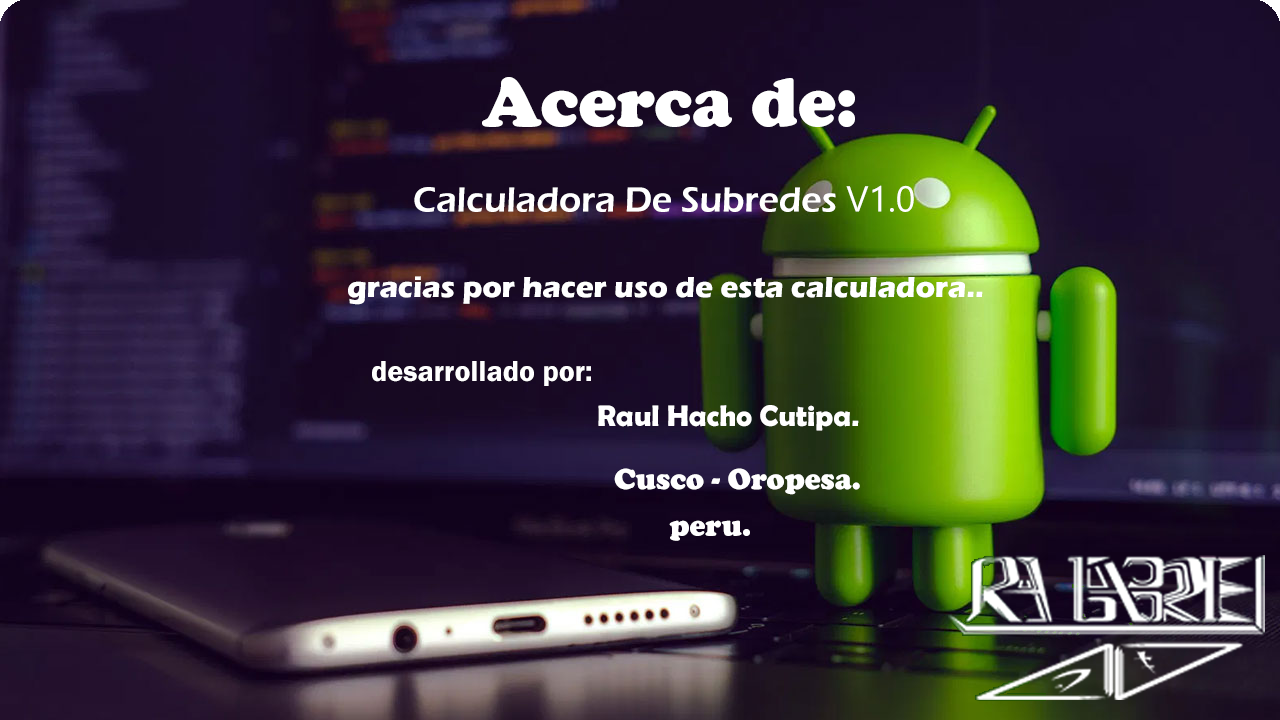 Acerca de:
Calculadora De Subredes V1.0
gracias por hacer uso de esta calculadora..
desarrollado por:
Raul Hacho Cutipa.
Cusco - Oropesa.
peru.